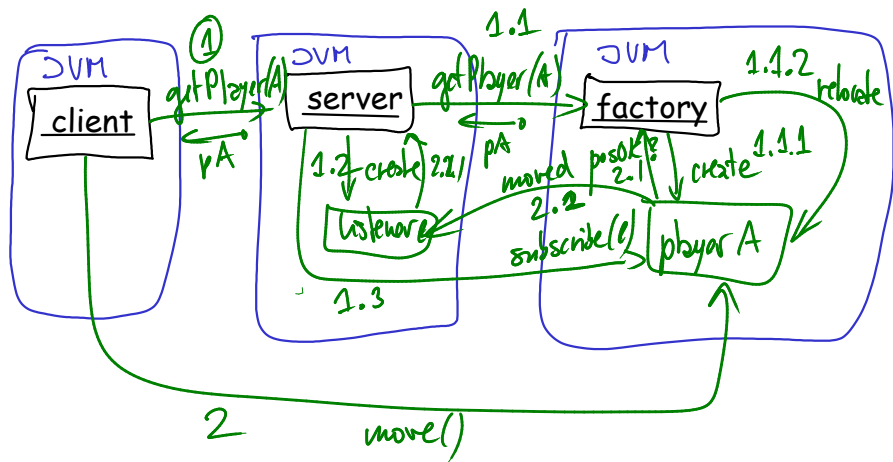 1
1.1
JVM
JVM
JVM
1.1.2
getPlayer(A)
getPlayer(A)
relocate
client
server
factory
pA
pA
1.2
create
2.2.1
moved
posOK?
2.1
create
1.1.1
2.2
listener
subscribe(e)
player A
1.3
2
move()